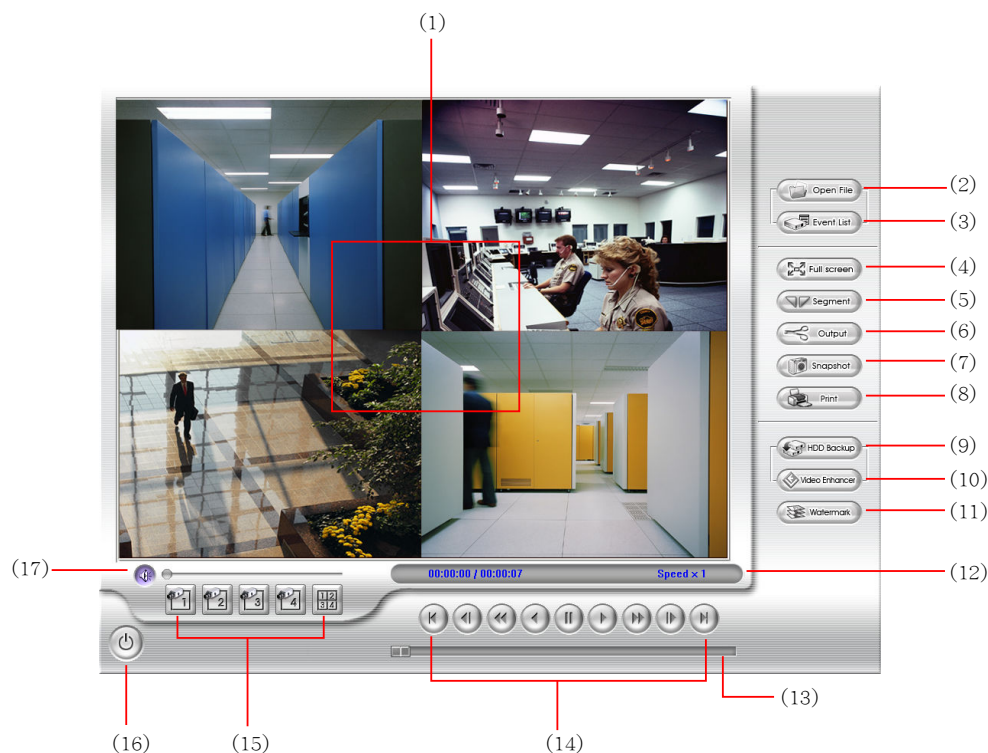 (1)
Open File
(2)
Event List
(3)
Full screen
(4)
Segment
(5)
Output
(6)
Snapshot
(7)
Print
(8)
HDD Backup
(9)
Video Enhancer
(10)
Watermark
(11)
(17)
00:00:00 / 00:00:07
Speed × 1
(12)
1
2
3
4
1 2
3 4
(13)
(16)
(15)
(14)